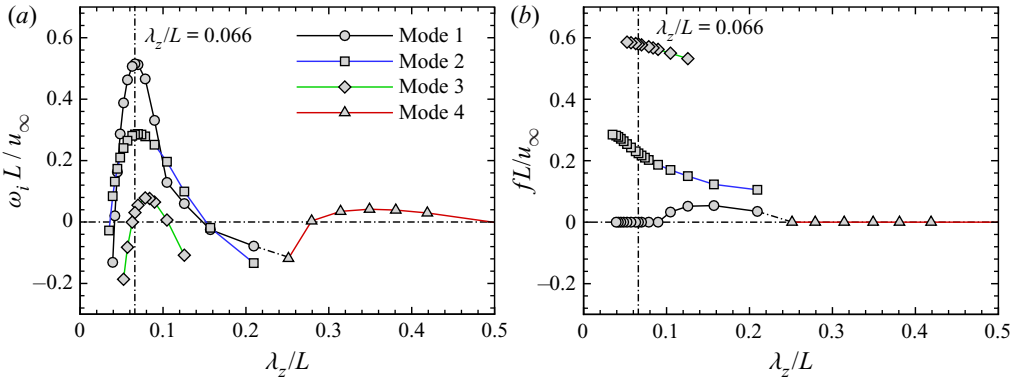 (a)
λz/L = 0.066
Mode 1
Mode 2
Mode 3
Mode 4
ωi L / u∞
0.6
0.4
0.2
0
−0.2
0 0.1 0.2 0.3 0.4 0.5
λz/L
(b)
λz/L = 0.066
fL/u∞
0.6
0.4
0.2
0
−0.2
0 0.1 0.2 0.3 0.4 0.5
λz/L